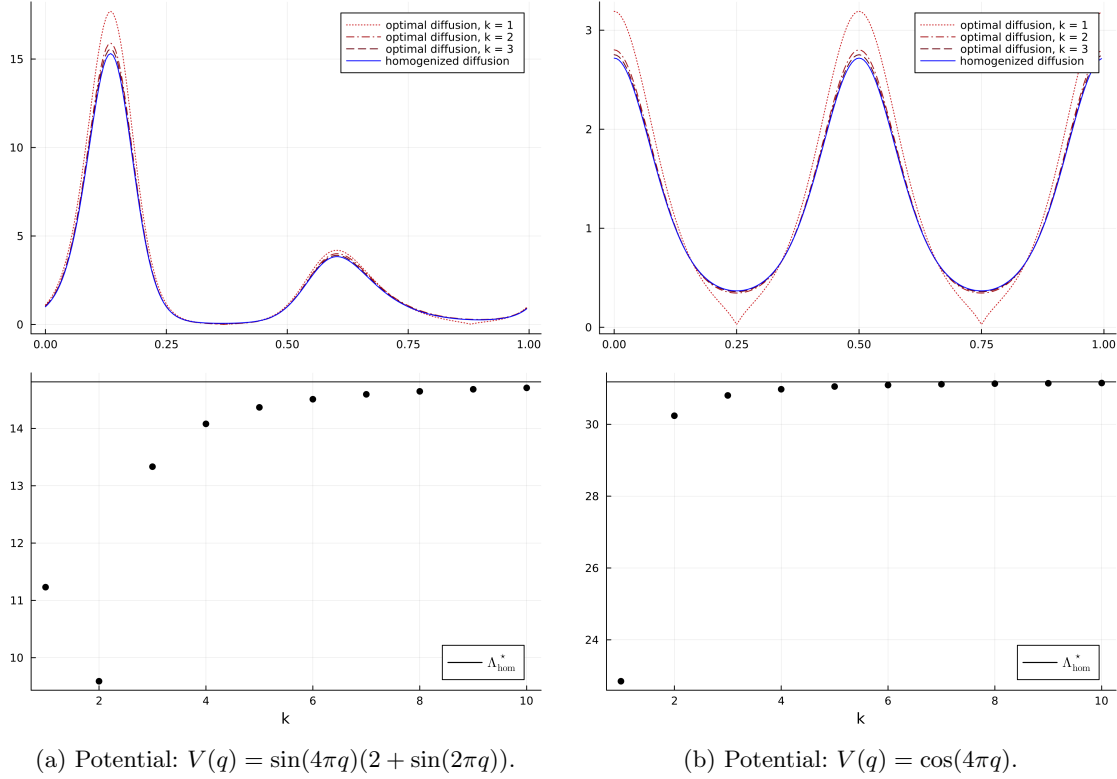 optimal diffusion, k = 1
optimal diffusion, k = 2
optimal diffusion, k = 3
homogenized diffusion
15
10
5
0
0.00
0.25
0.50
0.75
1.00
optimal diffusion, k = 1
optimal diffusion, k = 2
optimal diffusion, k = 3
homogenized diffusion
3
2
1
0
0.00
0.25
0.50
0.75
1.00
14
13
12
11
10
Λ*hom
2
4
6
8
10
k
30
28
26
24
Λ*hom
2
4
6
8
10
k
(a) Potential: V(q) = sin(4πq)(2 + sin(2πq)).
(b) Potential: V(q) = cos(4πq).